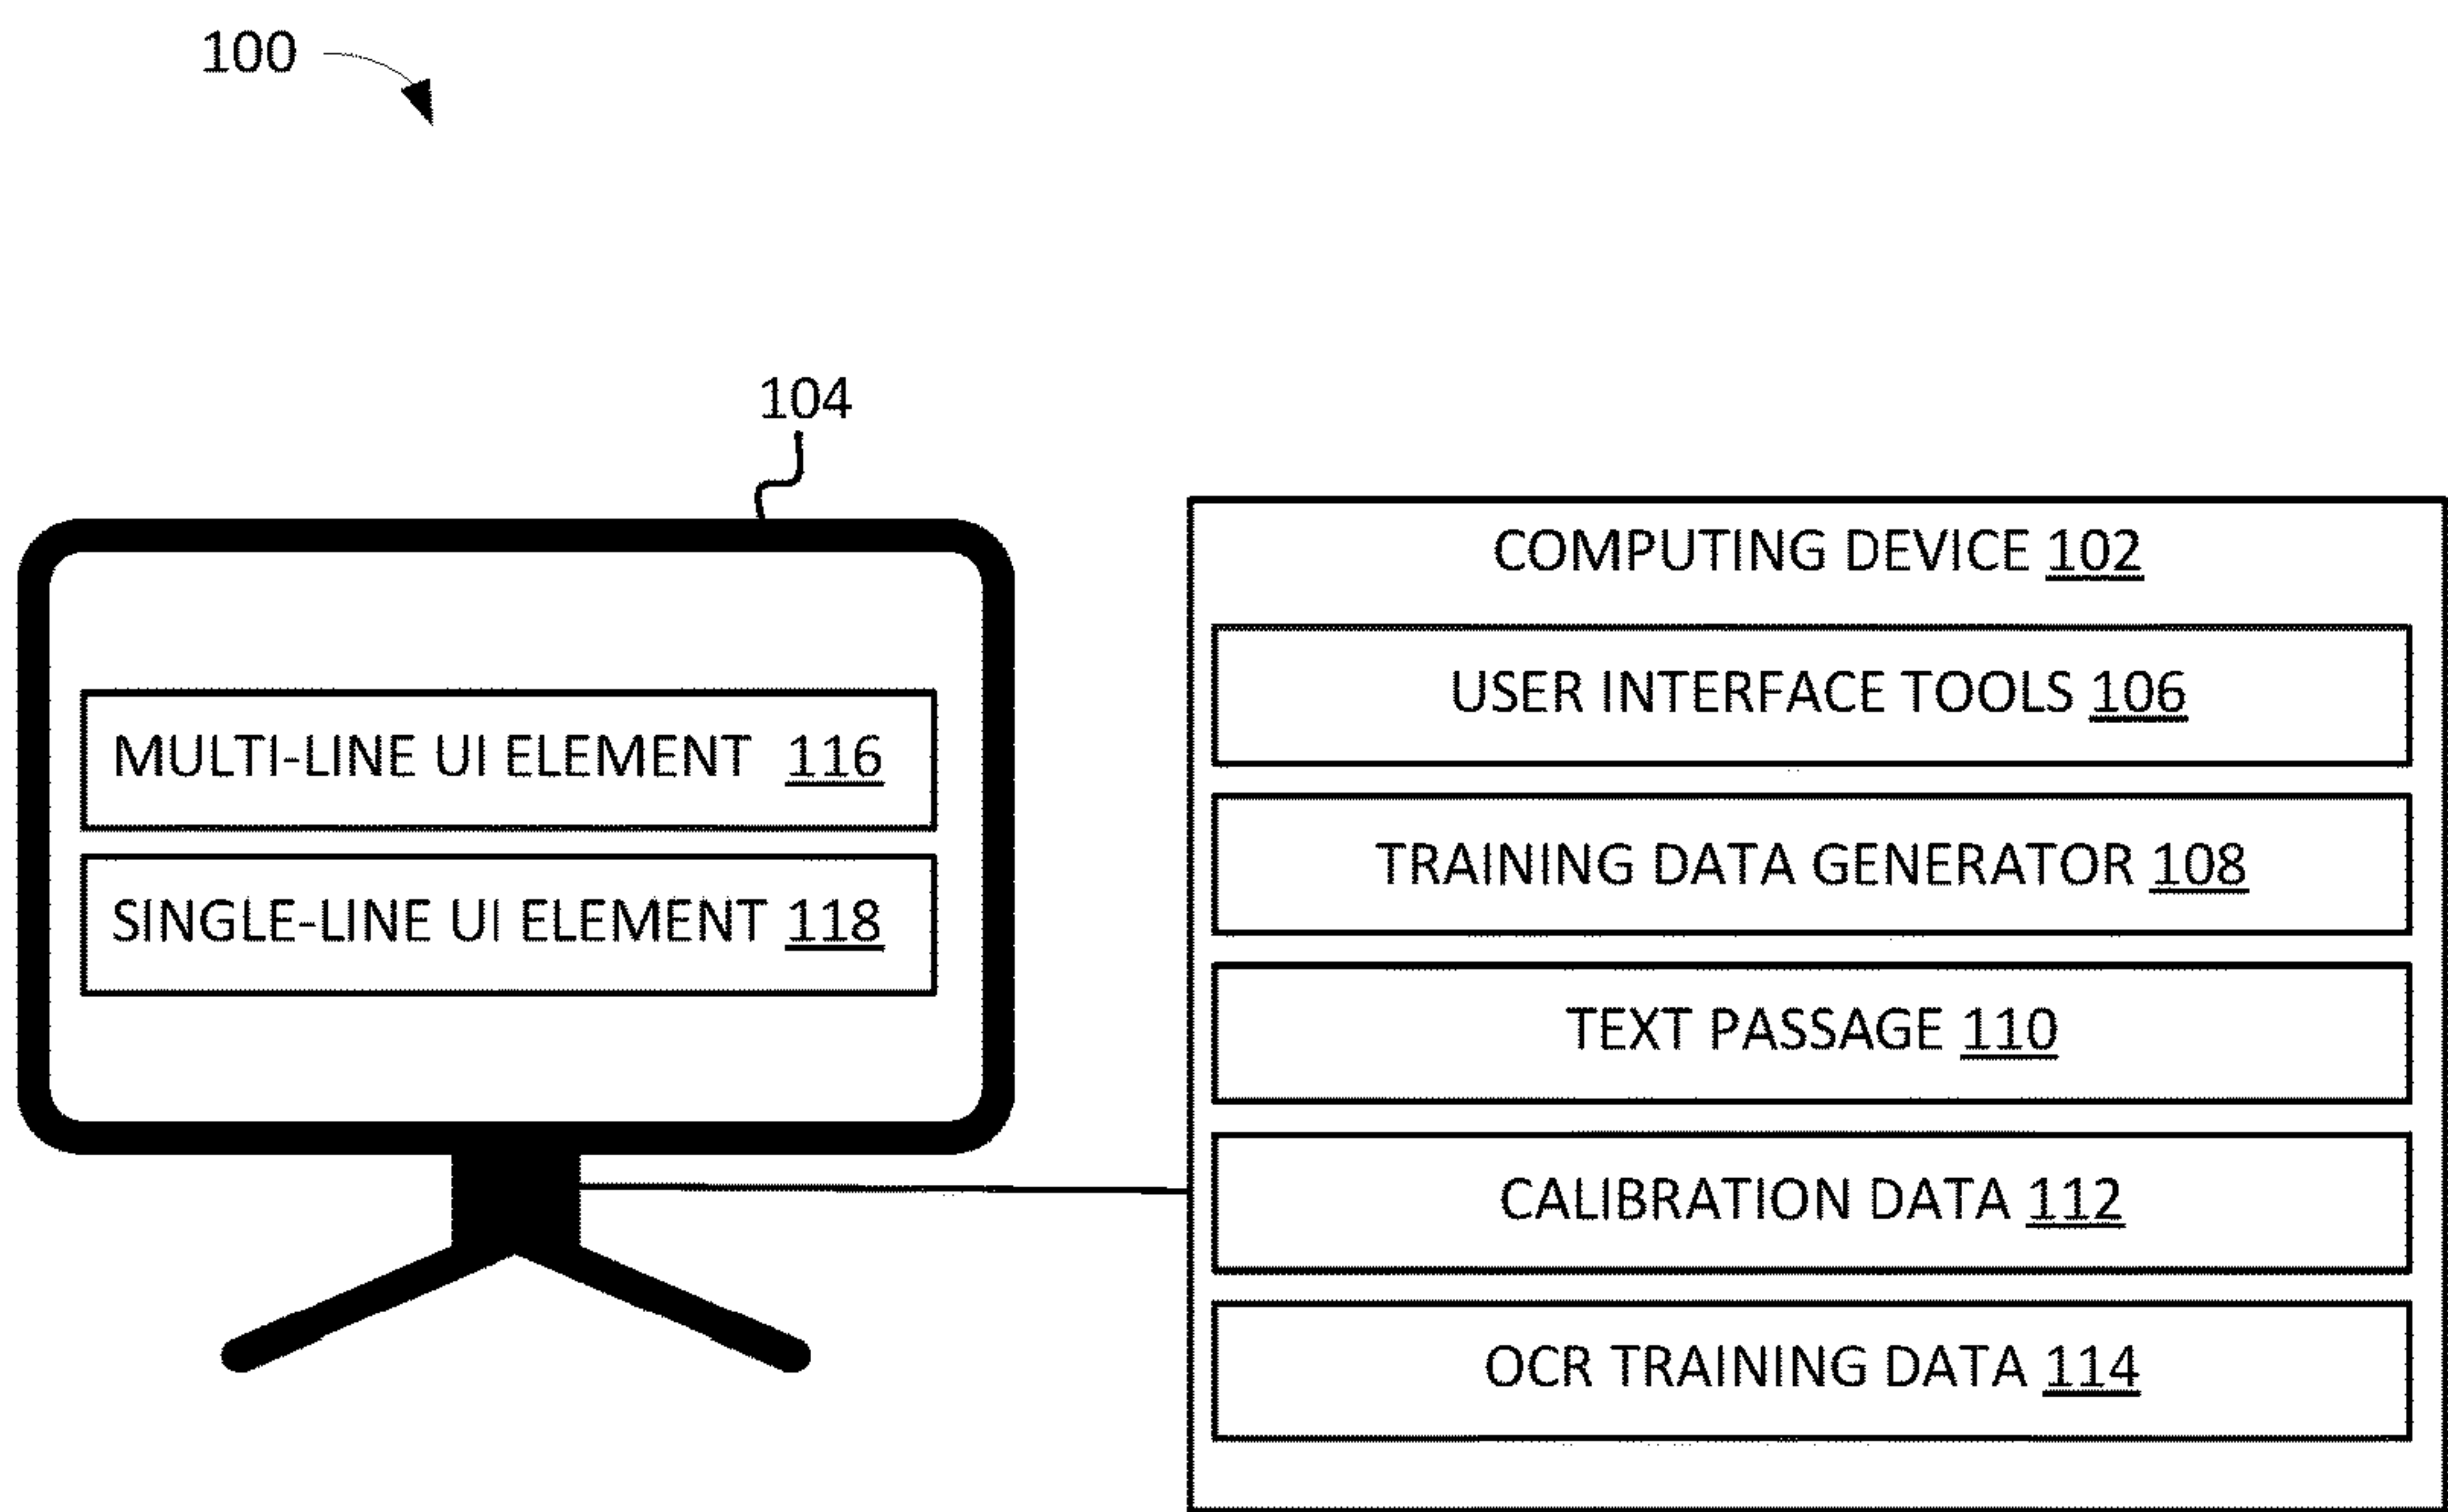 100
104
MULTI-LINE UI ELEMENT 116
SINGLE-LINE UI ELEMENT 118
COMPUTING DEVICE 102
USER INTERFACE TOOLS 106
TRAINING DATA GENERATOR 108
TEXT PASSAGE 110
CALIBRATION DATA 112
OCR TRAINING DATA 114